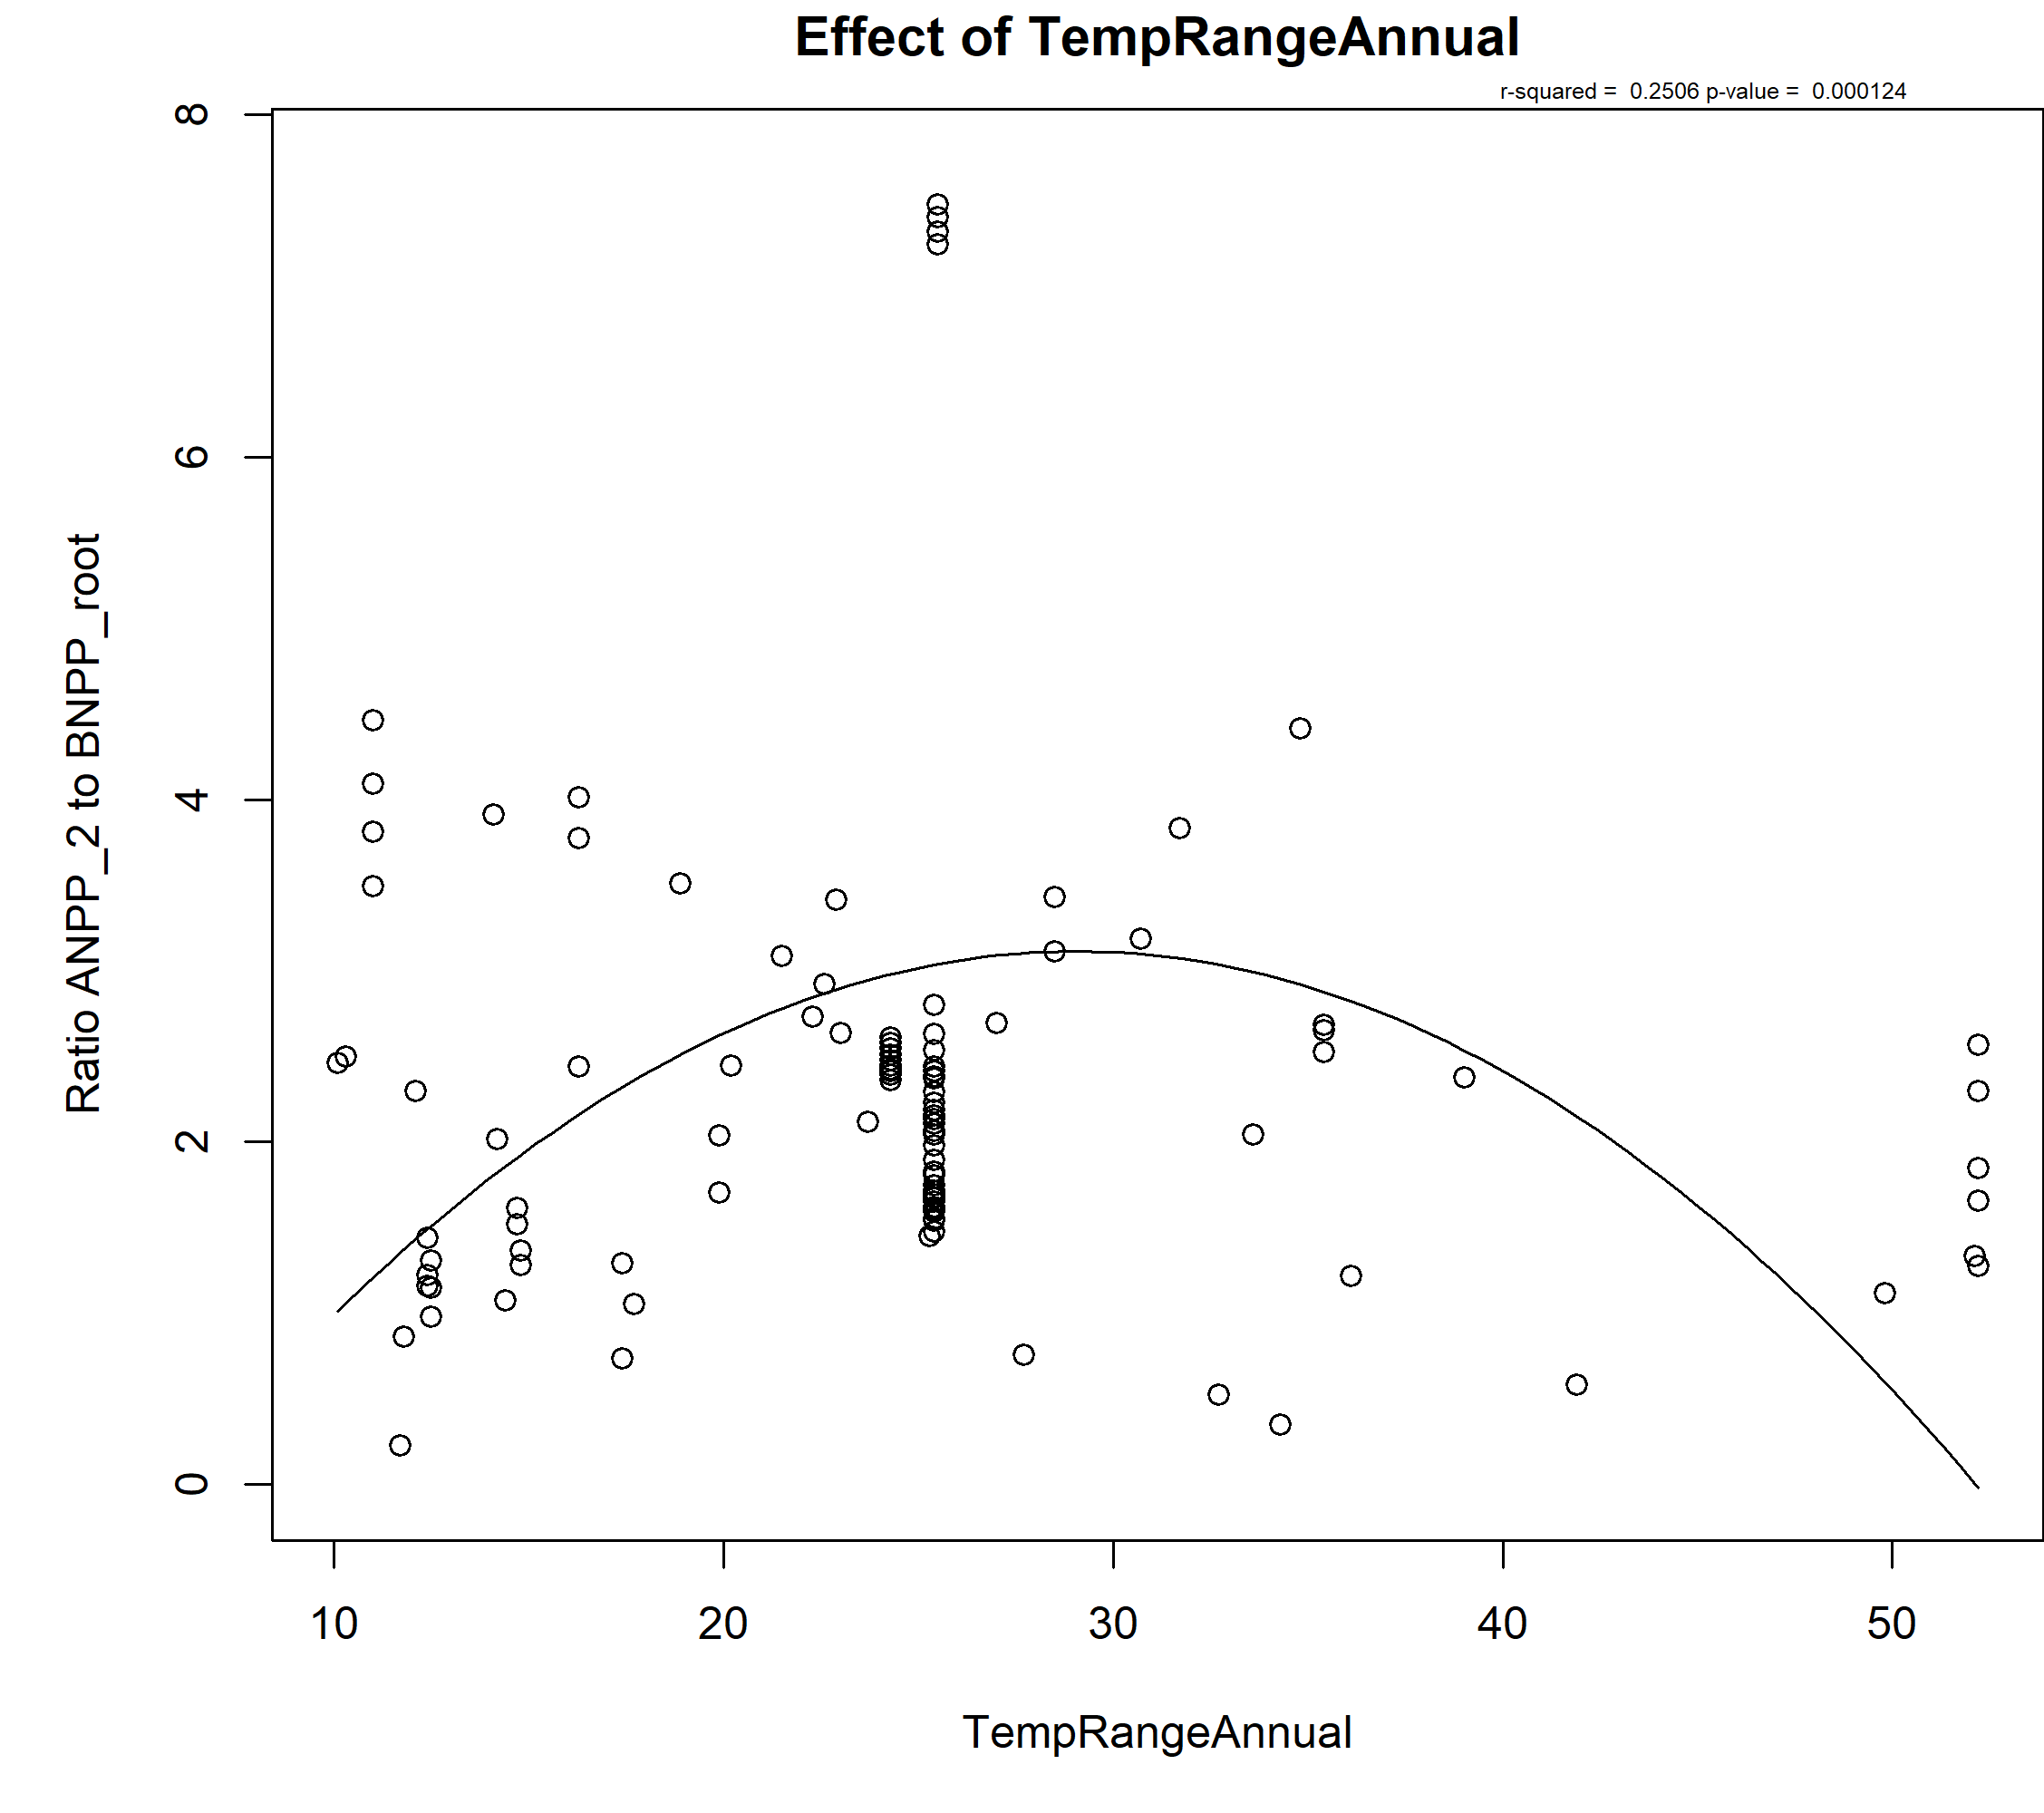 Effect of TempRangeAnnual
r-squared =  0.2506 p-value =  0.000124
Ratio ANPP_2 to BNPP_root
8
6
4
2
0
10 20 30 40 50
TempRangeAnnual